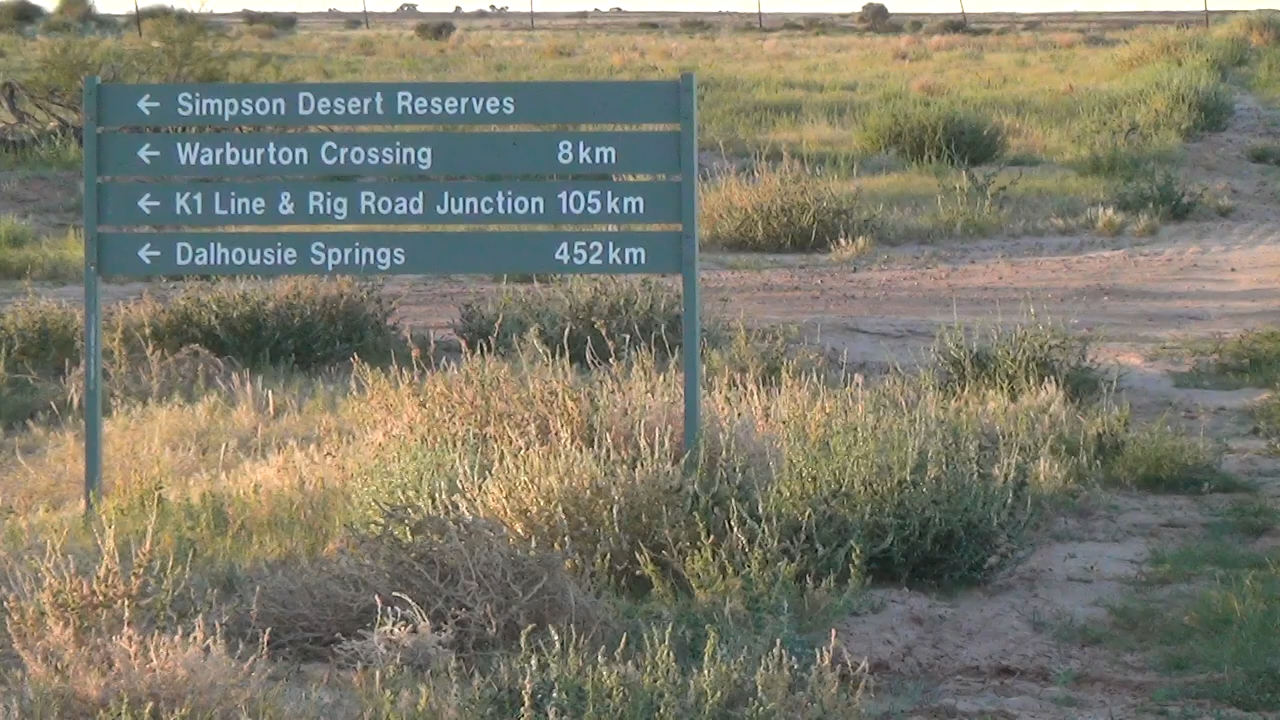 ← Simpson Desert Reserves
← Warburton Crossing 8km
← K1 Line & Rig Road Junction 105km
← Dalhousie Springs 452km